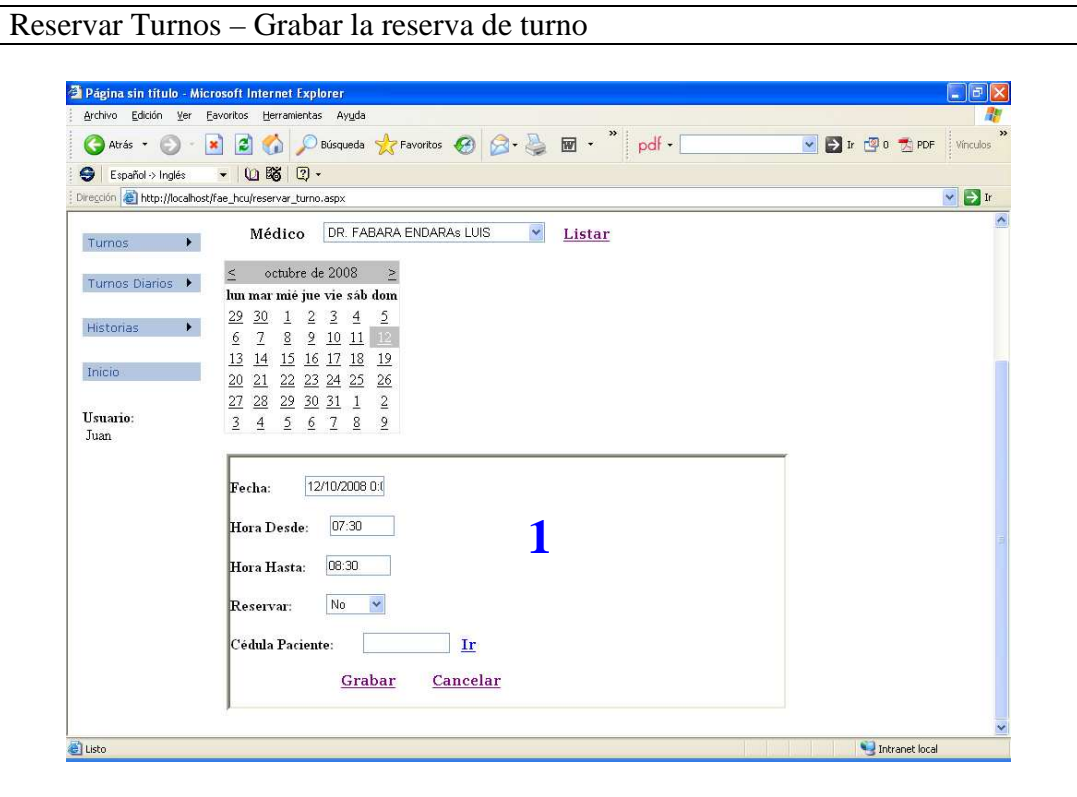 Reservar Turnos – Grabar la reserva de turno
Página sin título - Microsoft Internet Explorer
Archivo Edición Ver Favoritos Herramientas Ayuda
Atrás Búsqueda Favoritos » pdf Ir 0 PDF Vínculos »
Español -> Inglés
Dirección http://localhost/fae_hcu/reservar_turno.aspx Ir
Turnos
Turnos Diarios
Historias
Inicio
Usuario:
Juan
Médico DR. FABARA ENDARAs LUIS Listar
< octubre de 2008 >
lun mar mié jue vie sáb dom
29 30 1 2 3 4 5
6 7 8 9 10 11 12
13 14 15 16 17 18 19
20 21 22 23 24 25 26
27 28 29 30 31 1 2
3 4 5 6 7 8 9
Fecha: 12/10/2008 0:0
Hora Desde: 07:30
1
Hora Hasta: 08:30
Reservar: No
Cédula Paciente: Ir
Grabar Cancelar
Listo Intranet local